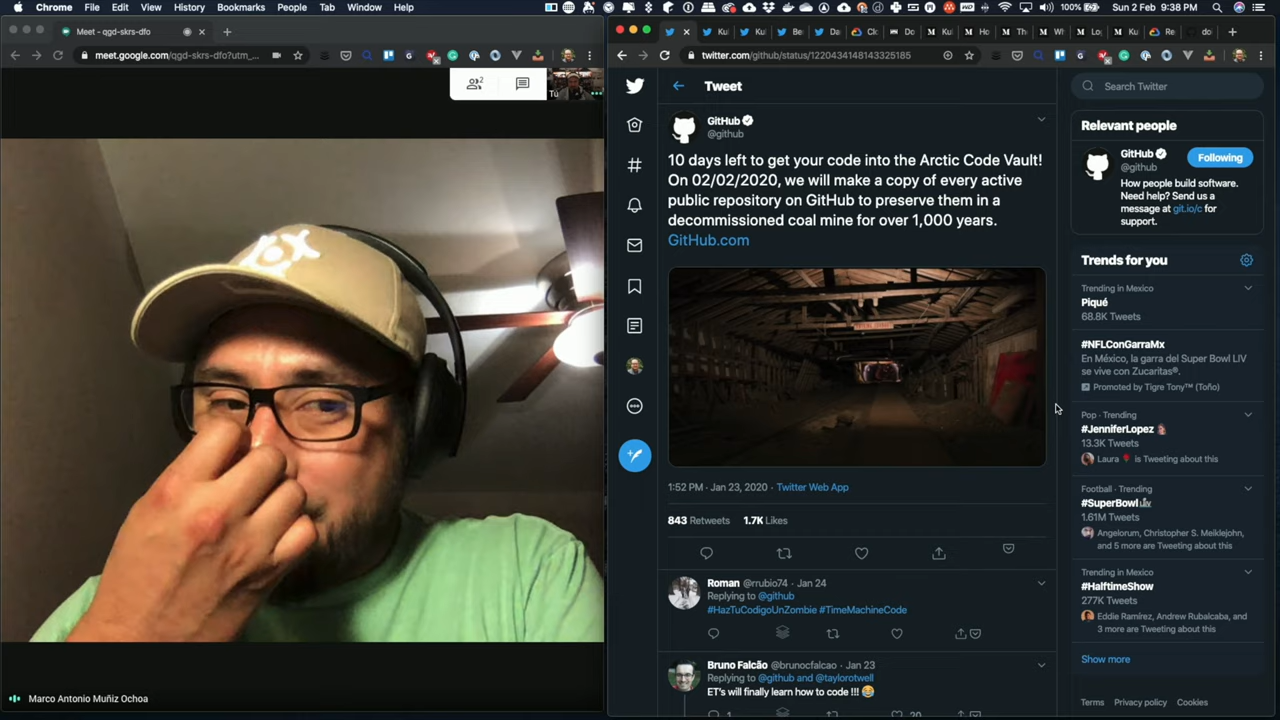 Chrome File Edit View History Bookmarks People Tab Window Help
100% Sun 2 Feb 9:38 PM
Meet - qgd-skrs-dfo
meet.google.com/qgd-skrs-dfo?utm_
2
Tú
Marco Antonio Muñiz Ochoa
twitter.com/github/status/1220434148143325185
Tweet
GitHub
@github
10 days left to get your code into the Arctic Code Vault!
On 02/02/2020, we will make a copy of every active
public repository on GitHub to preserve them in a
decommissioned coal mine for over 1,000 years.
GitHub.com
1:52 PM · Jan 23, 2020 · Twitter Web App
843 Retweets 1.7K Likes
Roman @rrubio74 · Jan 24
Replying to @github
#HazTuCodigoUnZombie #TimeMachineCode
Bruno Falcão @brunocfalcao · Jan 23
Replying to @github and @taylorotwell
ET's will finally learn how to code !!! 😂
1 20
Search Twitter
Relevant people
GitHub
@github
Following
How people build software.
Need help? Send us a
message at git.io/c for
support.
Trends for you
Trending in Mexico
Piqué
68.8K Tweets
#NFLConGarraMx
En México, la garra del Super Bowl LIV
se vive con Zucaritas®.
Promoted by Tigre Tony™ (Toño)
Pop · Trending
#JenniferLopez
13.3K Tweets
Laura is Tweeting about this
Football · Trending
#SuperBowl
1.61M Tweets
Angelorum, Christopher S. Meiklejohn,
and 5 more are Tweeting about this
Trending in Mexico
#HalftimeShow
277K Tweets
Eddie Ramírez, Andrew Rubalcaba, and
3 more are Tweeting about this
Show more
Terms Privacy policy Cookies